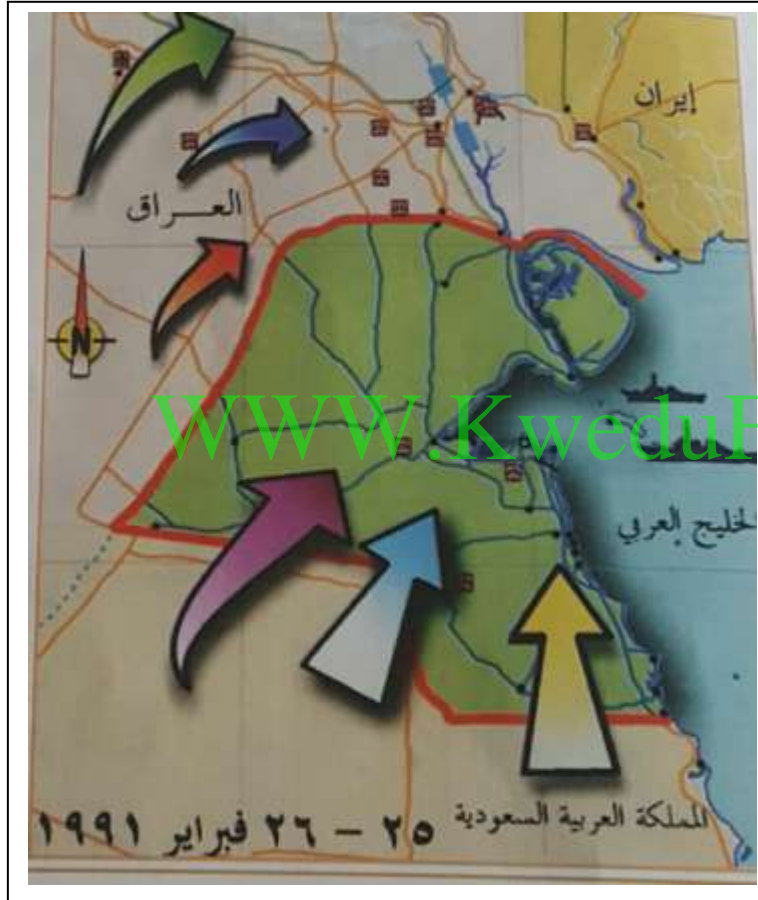 إيران
العـــراق
N
WWW.KweduF
الخليج العربي
المملكة العربية السعودية
٢٥ – ٢٦ فبراير ١٩٩١